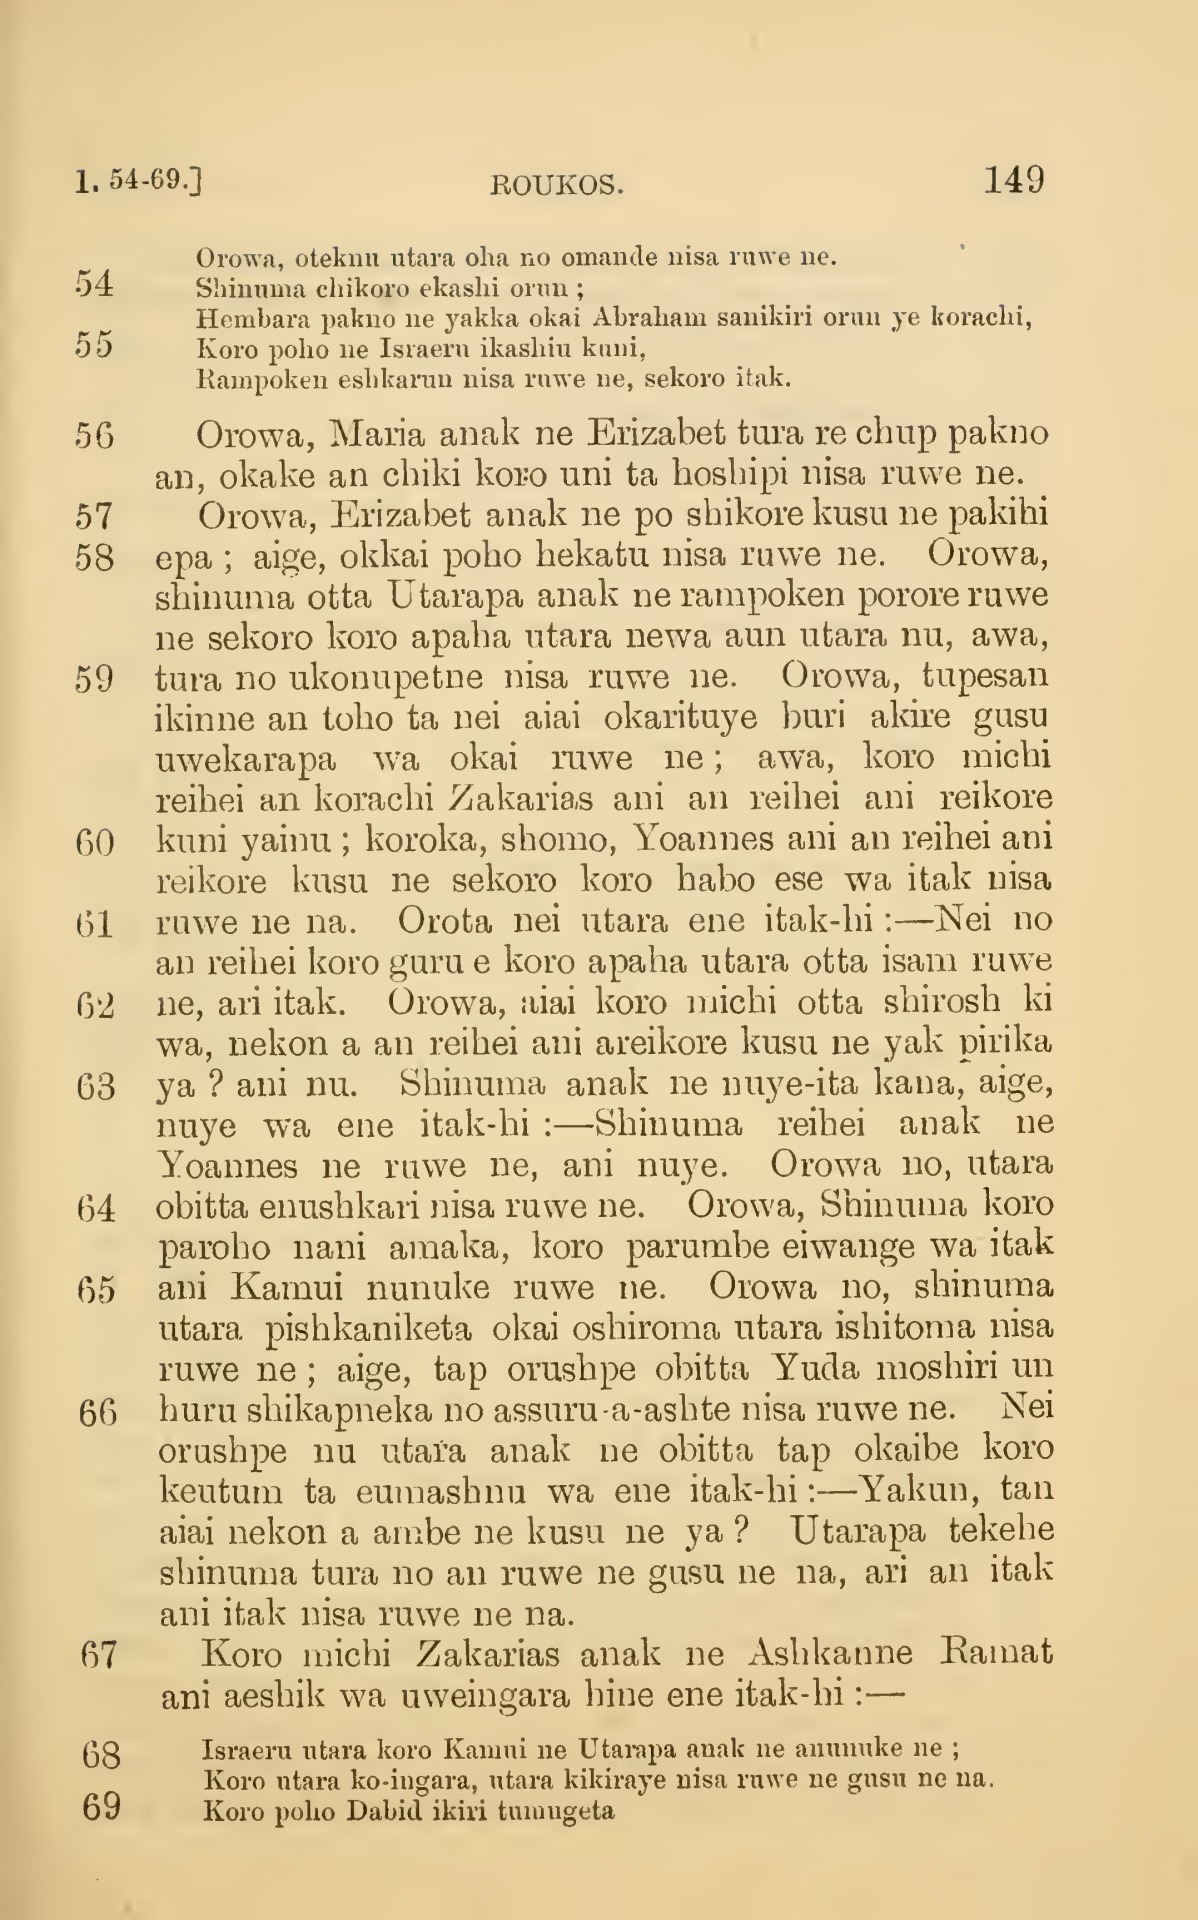 1. 54-69.] ROUKOS. 149
Orowa, oteknu utara oha no omande nisa ruwe ne.
54 Shinuma chikoro ekashi orun ;
Hembara pakno ne yakka okai Abraham sanikiri orun ye korachi,
55 Koro poho ne Israeru ikashiu kuni,
Rampoken eshkarun nisa ruwe ne, sekoro itak.
56 Orowa, Maria anak ne Erizabet tura re chup pakno
an, okake an chiki koro uni ta hoshipi nisa ruwe ne.
57 Orowa, Erizabet anak ne po shikore kusu ne pakihi
58 epa ; aige, okkai poho hekatu nisa ruwe ne. Orowa,
shinuma otta Utarapa anak ne rampoken porore ruwe
ne sekoro koro apaha utara newa aun utara nu, awa,
59 tura no ukonupetne nisa ruwe ne. Orowa, tupesan
ikinne an toho ta nei aiai okarituye buri akire gusu
uwekarapa wa okai ruwe ne ; awa, koro michi
reihei an korachi Zakarias ani an reihei ani reikore
60 kuni yainu ; koroka, shomo, Yoannes ani an reihei ani
reikore kusu ne sekoro koro habo ese wa itak nisa
61 ruwe ne na. Orota nei utara ene itak-hi :—Nei no
an reihei koro guru e koro apaha utara otta isam ruwe
62 ne, ari itak. Orowa, aiai koro michi otta shirosh ki
wa, nekon a an reihei ani areikore kusu ne yak pirika
63 ya ? ani nu. Shinuma anak ne nuye-ita kana, aige,
nuye wa ene itak-hi :—Shinuma reihei anak ne
Yoannes ne ruwe ne, ani nuye. Orowa no, utara
64 obitta enushkari nisa ruwe ne. Orowa, Shinuma koro
paroho nani amaka, koro parumbe eiwange wa itak
65 ani Kamui nunuke ruwe ne. Orowa no, shinuma
utara pishkaniketa okai oshiroma utara ishitoma nisa
ruwe ne ; aige, tap orushpe obitta Yuda moshiri un
66 huru shikapneka no assuru-a-ashte nisa ruwe ne. Nei
orushpe nu utara anak ne obitta tap okaibe koro
keutum ta eumashnu wa ene itak-hi :—Yakun, tan
aiai nekon a ambe ne kusu ne ya ? Utarapa tekehe
shinuma tura no an ruwe ne gusu ne na, ari an itak
ani itak nisa ruwe ne na.
67 Koro michi Zakarias anak ne Ashkanne Ramat
ani aeshik wa uweingara hine ene itak-hi :—
68 Israeru utara koro Kamui ne Utarapa anak ne anunuke ne ;
Koro utara ko-ingara, utara kikiraye nisa ruwe ne gusu ne na.
69 Koro poho Dabid ikiri tumugeta